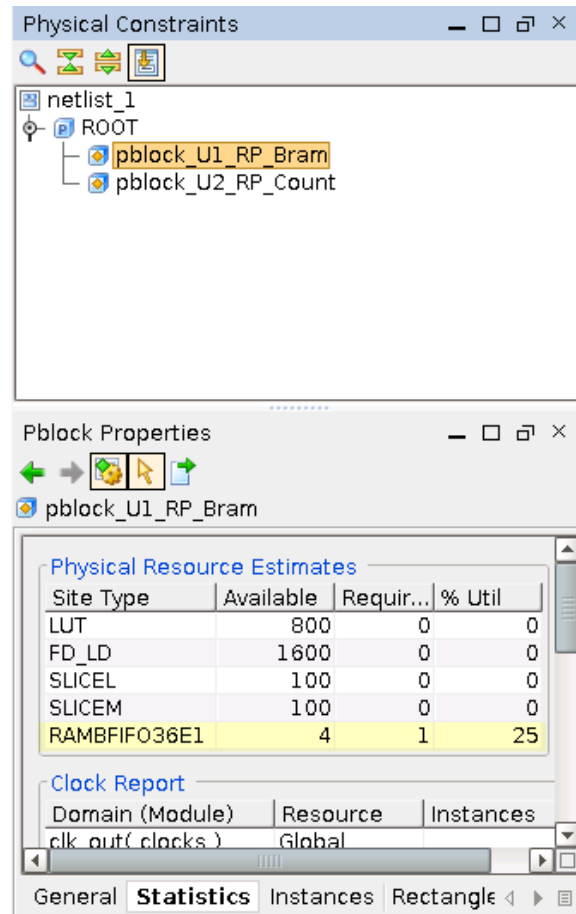 Physical Constraints
netlist_1
ROOT
pblock_U1_RP_Bram
pblock_U2_RP_Count
Pblock Properties
pblock_U1_RP_Bram
Physical Resource Estimates
Site Type Available Requir... % Util
LUT 800 0 0
FD_LD 1600 0 0
SLICEL 100 0 0
SLICEM 100 0 0
RAMBFIFO36E1 4 1 25
Clock Report
Domain (Module) Resource Instances
clk_out( clocks ) Global
General Statistics Instances Rectangle